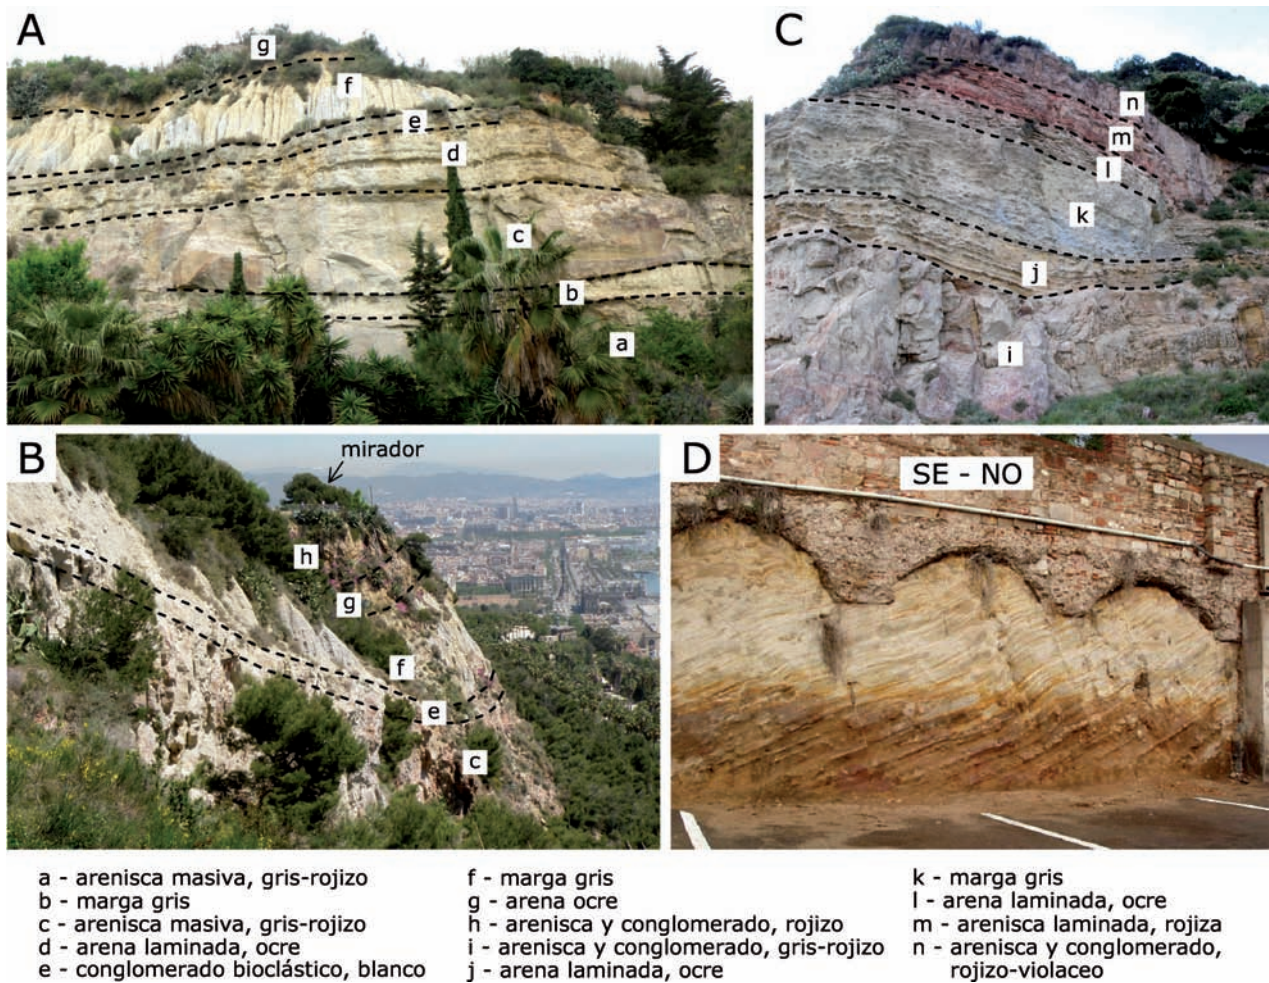 A
g
f
e
d
c
b
a
C
n
m
l
k
j
i
B
mirador
h
g
f
e
c
D
SE - NO
a - arenisca masiva, gris-rojizo
b - marga gris
c - arenisca masiva, gris-rojizo
d - arena laminada, ocre
e - conglomerado bioclástico, blanco
f - marga gris
g - arena ocre
h - arenisca y conglomerado, rojizo
i - arenisca y conglomerado, gris-rojizo
j - arena laminada, ocre
k - marga gris
l - arena laminada, ocre
m - arenisca laminada, rojiza
n - arenisca y conglomerado,
rojizo-violaceo